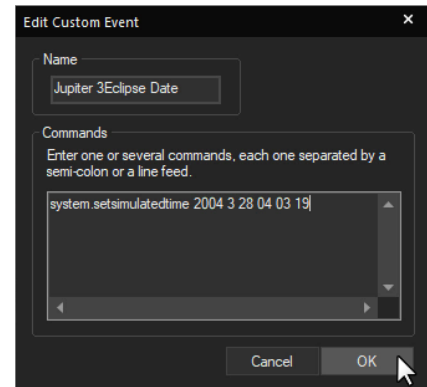 Edit Custom Event
Name
Jupiter 3Eclipse Date
Commands
Enter one or several commands, each one separated by a
semi-colon or a line feed.
system.setsimulatedtime 2004 3 28 04 03 19
Cancel
OK